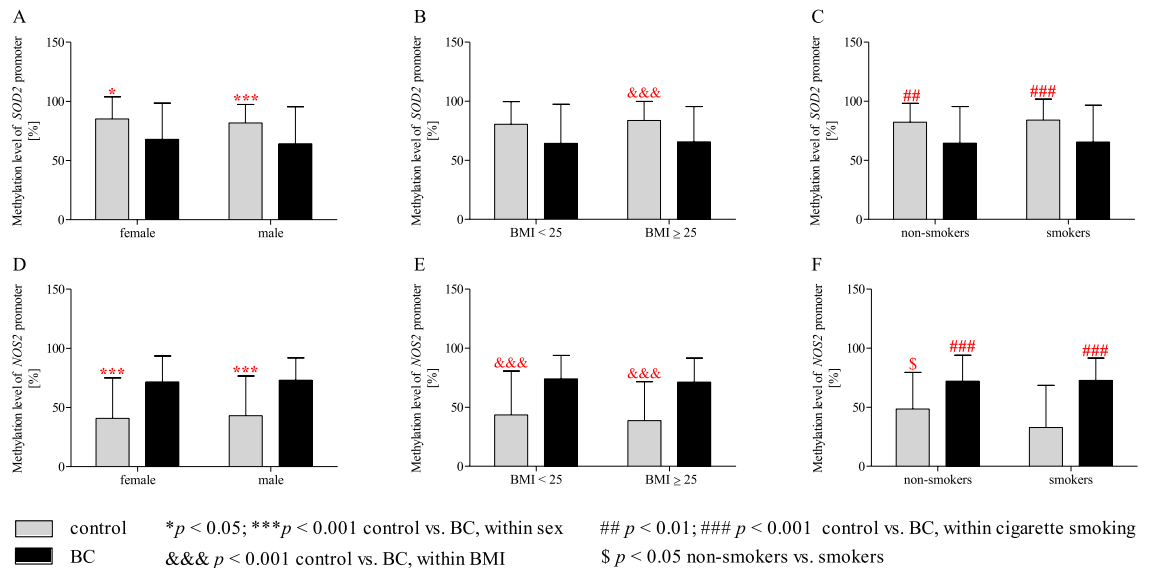 A
Methylation level of SOD2 promoter
[%]
150
100
50
0
*
***
female
male
B
Methylation level of SOD2 promoter
[%]
150
100
50
0
&&&
BMI < 25
BMI ≥ 25
C
Methylation level of SOD2 promoter
[%]
150
100
50
0
##
###
non-smokers
smokers
D
Methylation level of NOS2 promoter
[%]
150
100
50
0
***
***
female
male
E
Methylation level of NOS2 promoter
[%]
150
100
50
0
&&&
&&&
BMI < 25
BMI ≥ 25
F
Methylation level of NOS2 promoter
[%]
150
100
50
0
$
###
###
non-smokers
smokers
control
*p < 0.05; ***p < 0.001 control vs. BC, within sex
## p < 0.01; ### p < 0.001 control vs. BC, within cigarette smoking
BC
&&& p < 0.001 control vs. BC, within BMI
$ p < 0.05 non-smokers vs. smokers